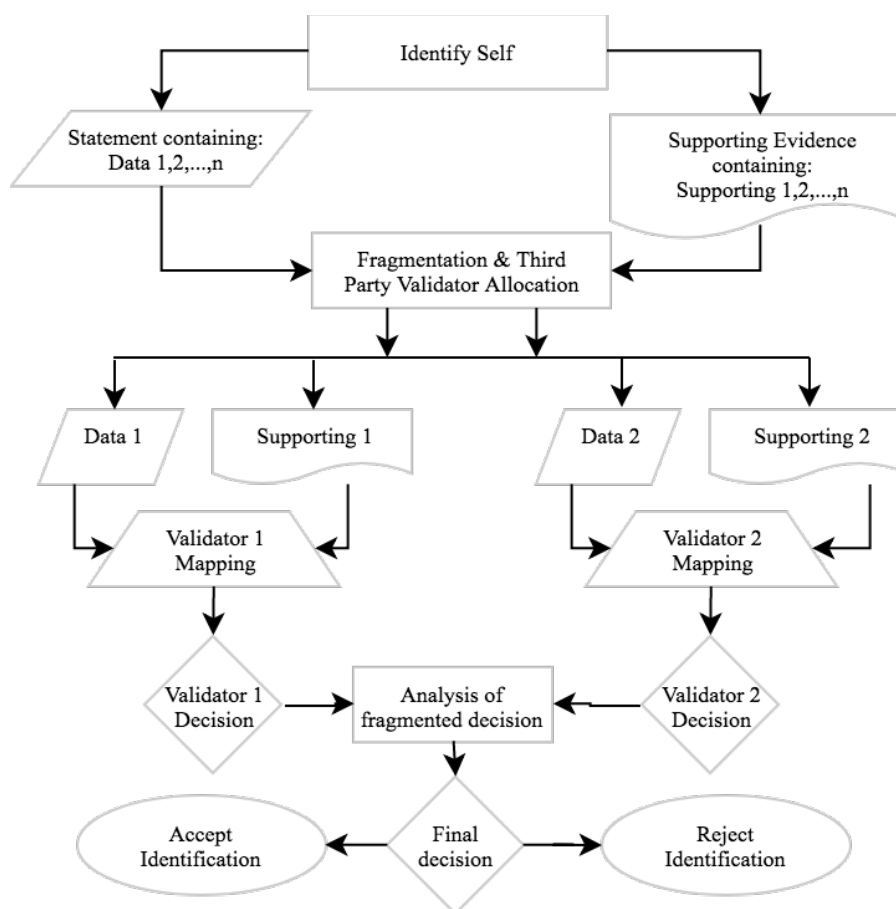 Identify Self
Statement containing:
Data 1,2,...,n
Supporting Evidence
containing:
Supporting 1,2,...,n
Fragmentation & Third
Party Validator Allocation
Data 1
Supporting 1
Data 2
Supporting 2
Validator 1
Mapping
Validator 2
Mapping
Validator 1
Decision
Analysis of
fragmented decision
Validator 2
Decision
Accept
Identification
Final
decision
Reject
Identification